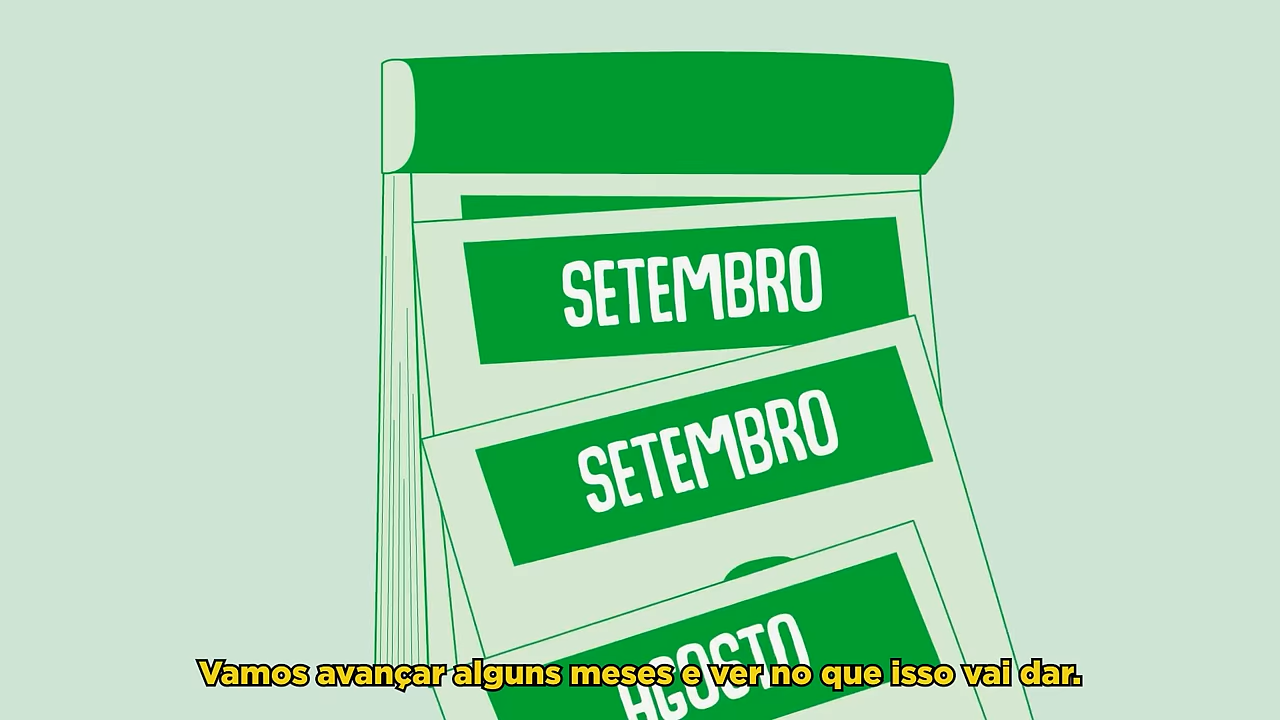 SETEMBRO
SETEMBRO
AGOSTO
Vamos avançar alguns meses e ver no que isso vai dar.